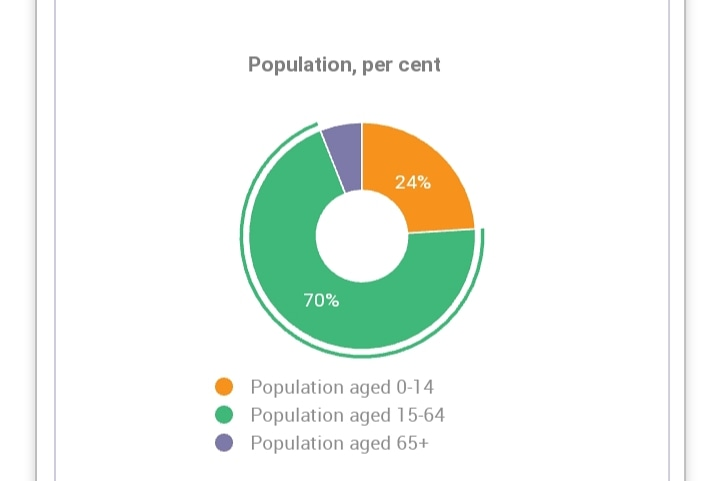 Population, per cent
24%
70%
Population aged 0-14
Population aged 15-64
Population aged 65+